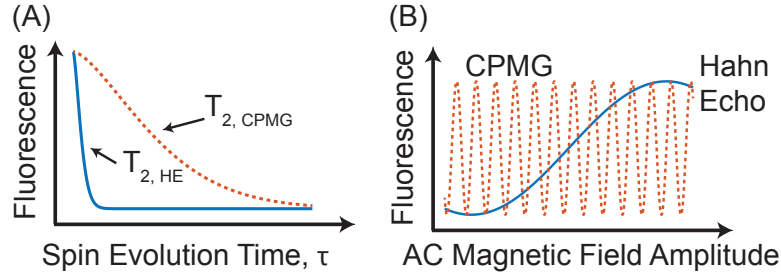 (A)
Fluorescence
T2, CPMG
T2, HE
Spin Evolution Time, τ
(B)
Fluorescence
CPMG
Hahn
Echo
AC Magnetic Field Amplitude